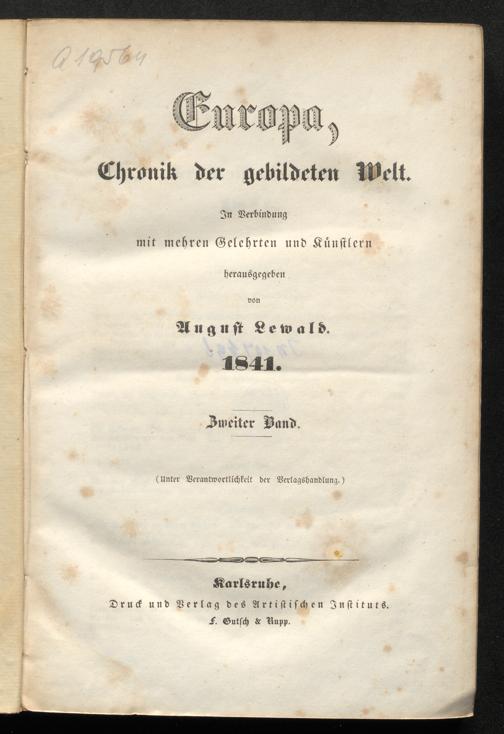 A 19564
Europa,
Chronik der gebildeten Welt.
In Verbindung
mit mehren Gelehrten und Künstlern
herausgegeben
von
August Lewald.
1841.
Zweiter Band.
(Unter Verantwortlichkeit der Verlagshandlung.)
Karlsruhe,
Druck und Verlag des Artistischen Instituts.
F. Gutsch & Rupp.